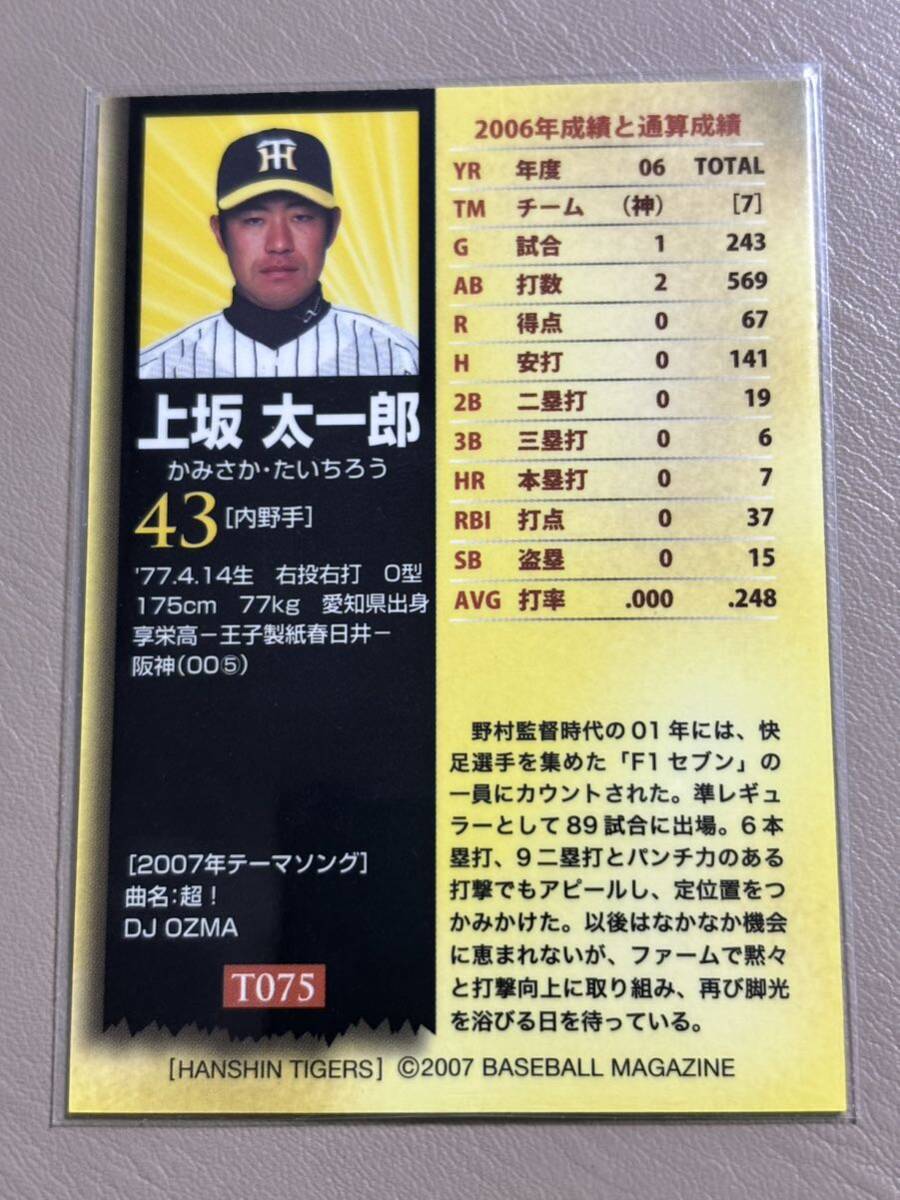 上坂 太一郎
かみさか・たいちろう
43 [内野手]
'77.4.14生 右投右打 O型
175cm 77kg 愛知県出身
享栄高−王子製紙春日井−
阪神(00⑤)
[2007年テーマソング]
曲名:超！
DJ OZMA
T075
2006年成績と通算成績
YR 年度 06 TOTAL
TM チーム (神) [7]
G 試合 1 243
AB 打数 2 569
R 得点 0 67
H 安打 0 141
2B 二塁打 0 19
3B 三塁打 0 6
HR 本塁打 0 7
RBI 打点 0 37
SB 盗塁 0 15
AVG 打率 .000 .248
野村監督時代の01年には、快
足選手を集めた「F1セブン」の
一員にカウントされた。準レギュ
ラーとして89試合に出場。6本
塁打、9二塁打とパンチ力のある
打撃でもアピールし、定位置をつ
かみかけた。以後はなかなか機会
に恵まれないが、ファームで黙々
と打撃向上に取り組み、再び脚光
を浴びる日を待っている。
[HANSHIN TIGERS] ©2007 BASEBALL MAGAZINE